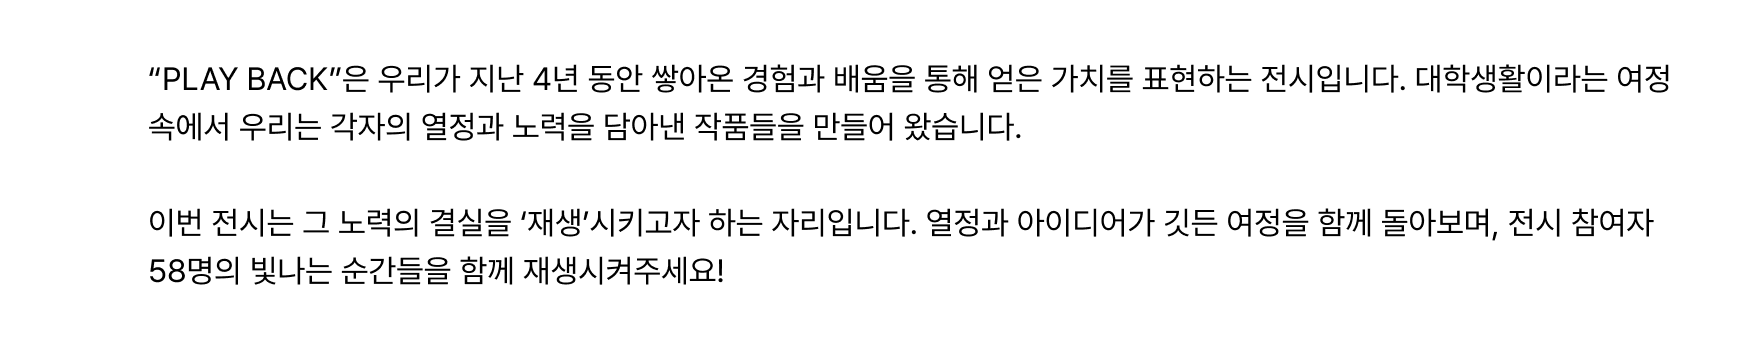 “PLAY BACK”은 우리가 지난 4년 동안 쌓아온 경험과 배움을 통해 얻은 가치를 표현하는 전시입니다. 대학생활이라는 여정
속에서 우리는 각자의 열정과 노력을 담아낸 작품들을 만들어 왔습니다.
이번 전시는 그 노력의 결실을 ‘재생’시키고자 하는 자리입니다. 열정과 아이디어가 깃든 여정을 함께 돌아보며, 전시 참여자
58명의 빛나는 순간들을 함께 재생시켜주세요!